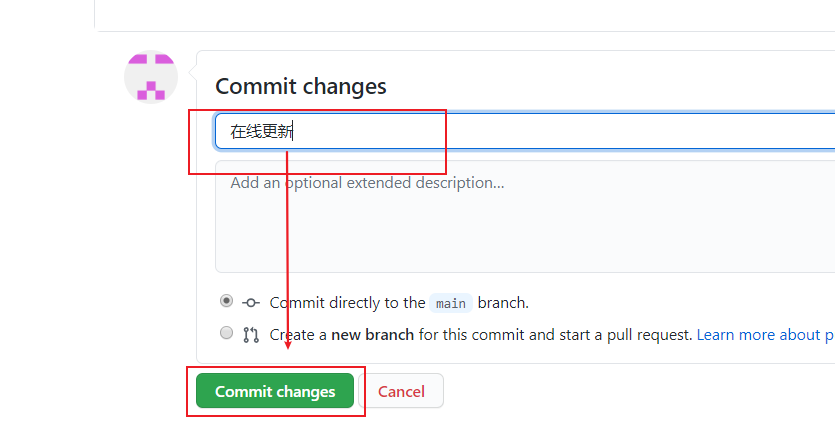 Commit changes
在线更新
Add an optional extended description...
Commit directly to the main branch.
Create a new branch for this commit and start a pull request. Learn more about p
Commit changes
Cancel